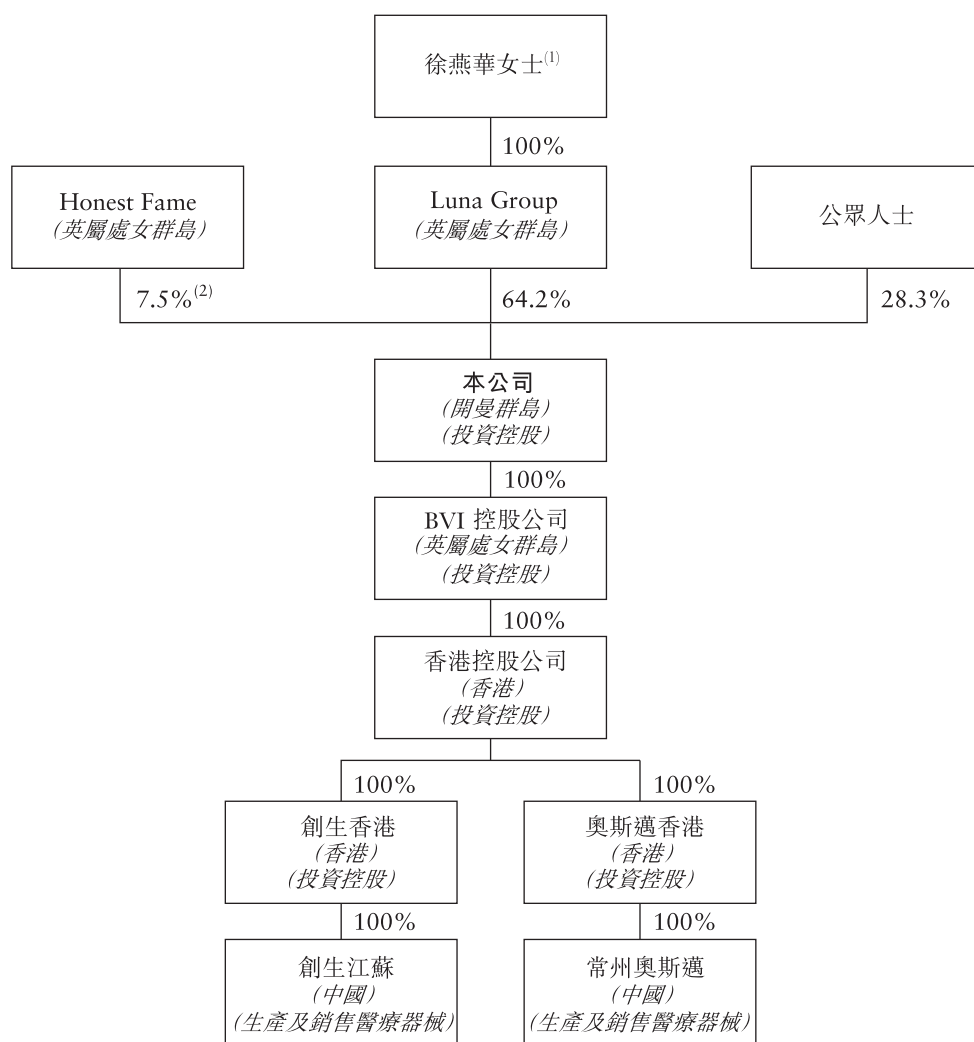 徐燕華女士(1)
100%
Honest Fame
(英屬處女群島)
Luna Group
(英屬處女群島)
公眾人士
7.5%(2)
64.2%
28.3%
本公司
(開曼群島)
(投資控股)
100%
BVI 控股公司
(英屬處女群島)
(投資控股)
100%
香港控股公司
(香港)
(投資控股)
100%
100%
創生香港
(香港)
(投資控股)
奧斯邁香港
(香港)
(投資控股)
100%
100%
創生江蘇
(中國)
(生產及銷售醫療器械)
常州奧斯邁
(中國)
(生產及銷售醫療器械)